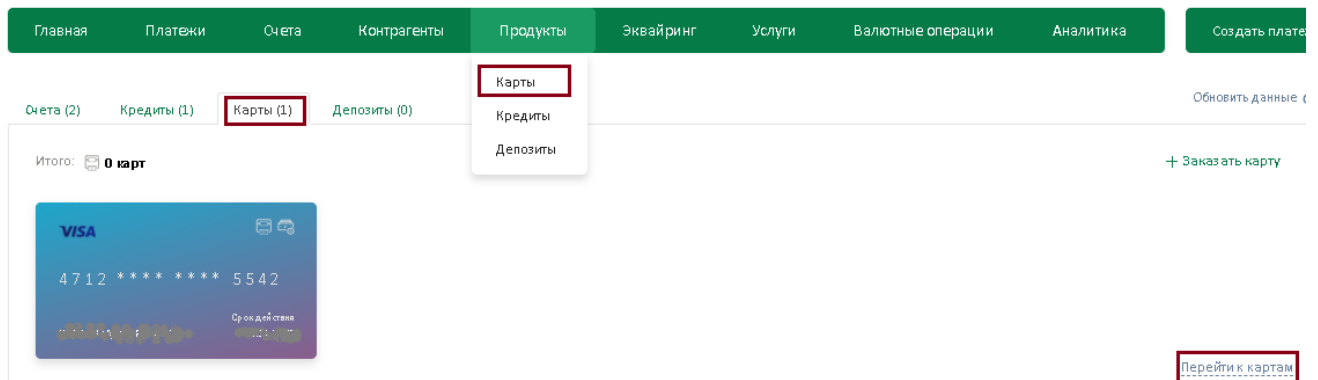 Главная Платежи Счета Контрагенты Продукты Эквайринг Услуги Валютные операции Аналитика Создать плате
Карты
Кредиты
Депозиты
Счета (2) Кредиты (1) Карты (1) Депозиты (0) Обновить данные
Итого: 0 карт + Заказать карту
VISA
4712 **** **** 5542
Срок действия
Перейти к картам